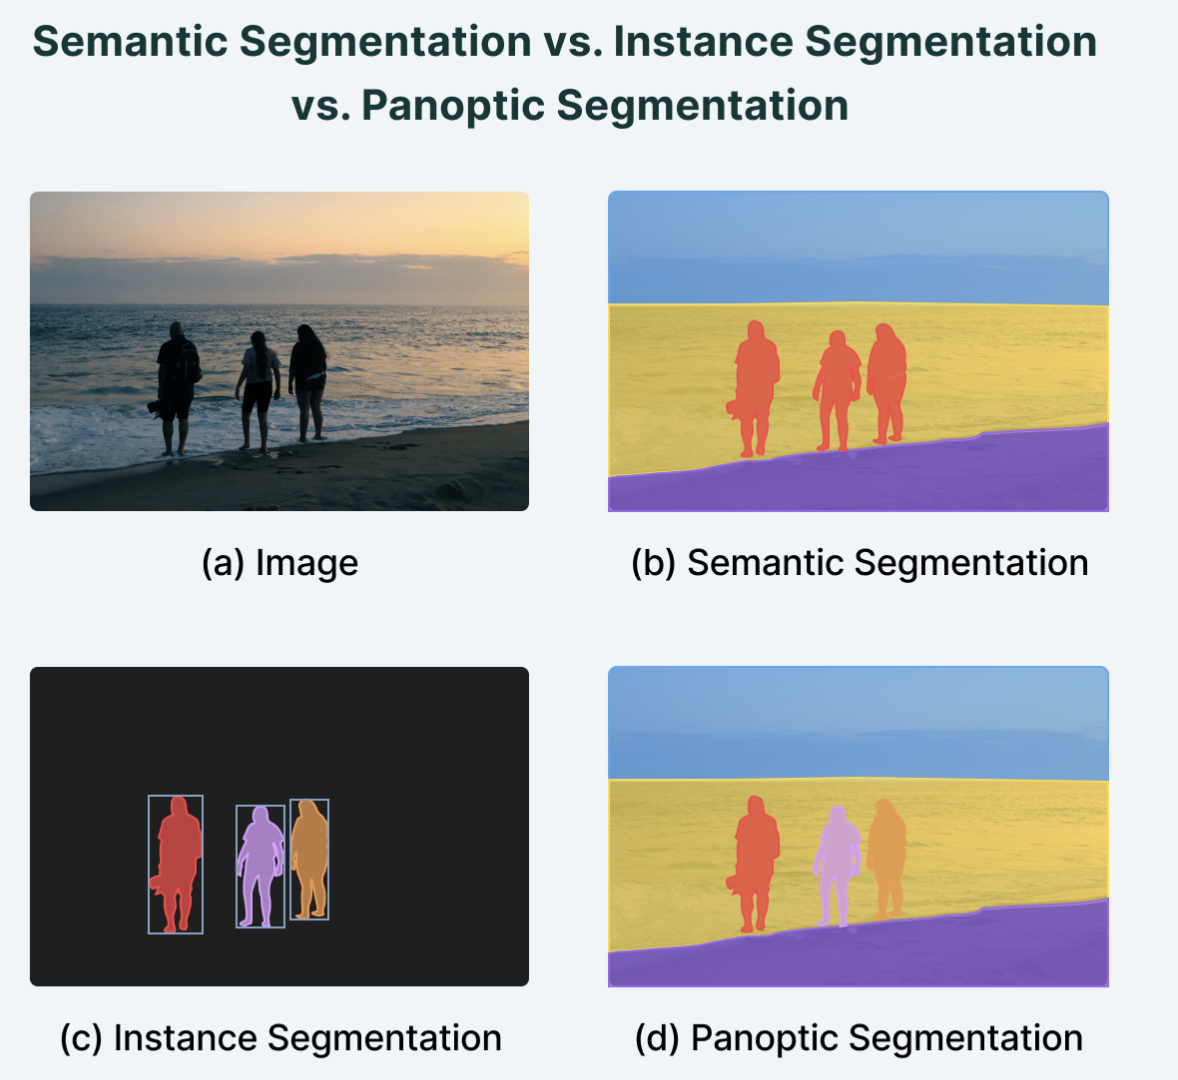 Semantic Segmentation vs. Instance Segmentation
vs. Panoptic Segmentation
(a) Image
(b) Semantic Segmentation
(c) Instance Segmentation
(d) Panoptic Segmentation